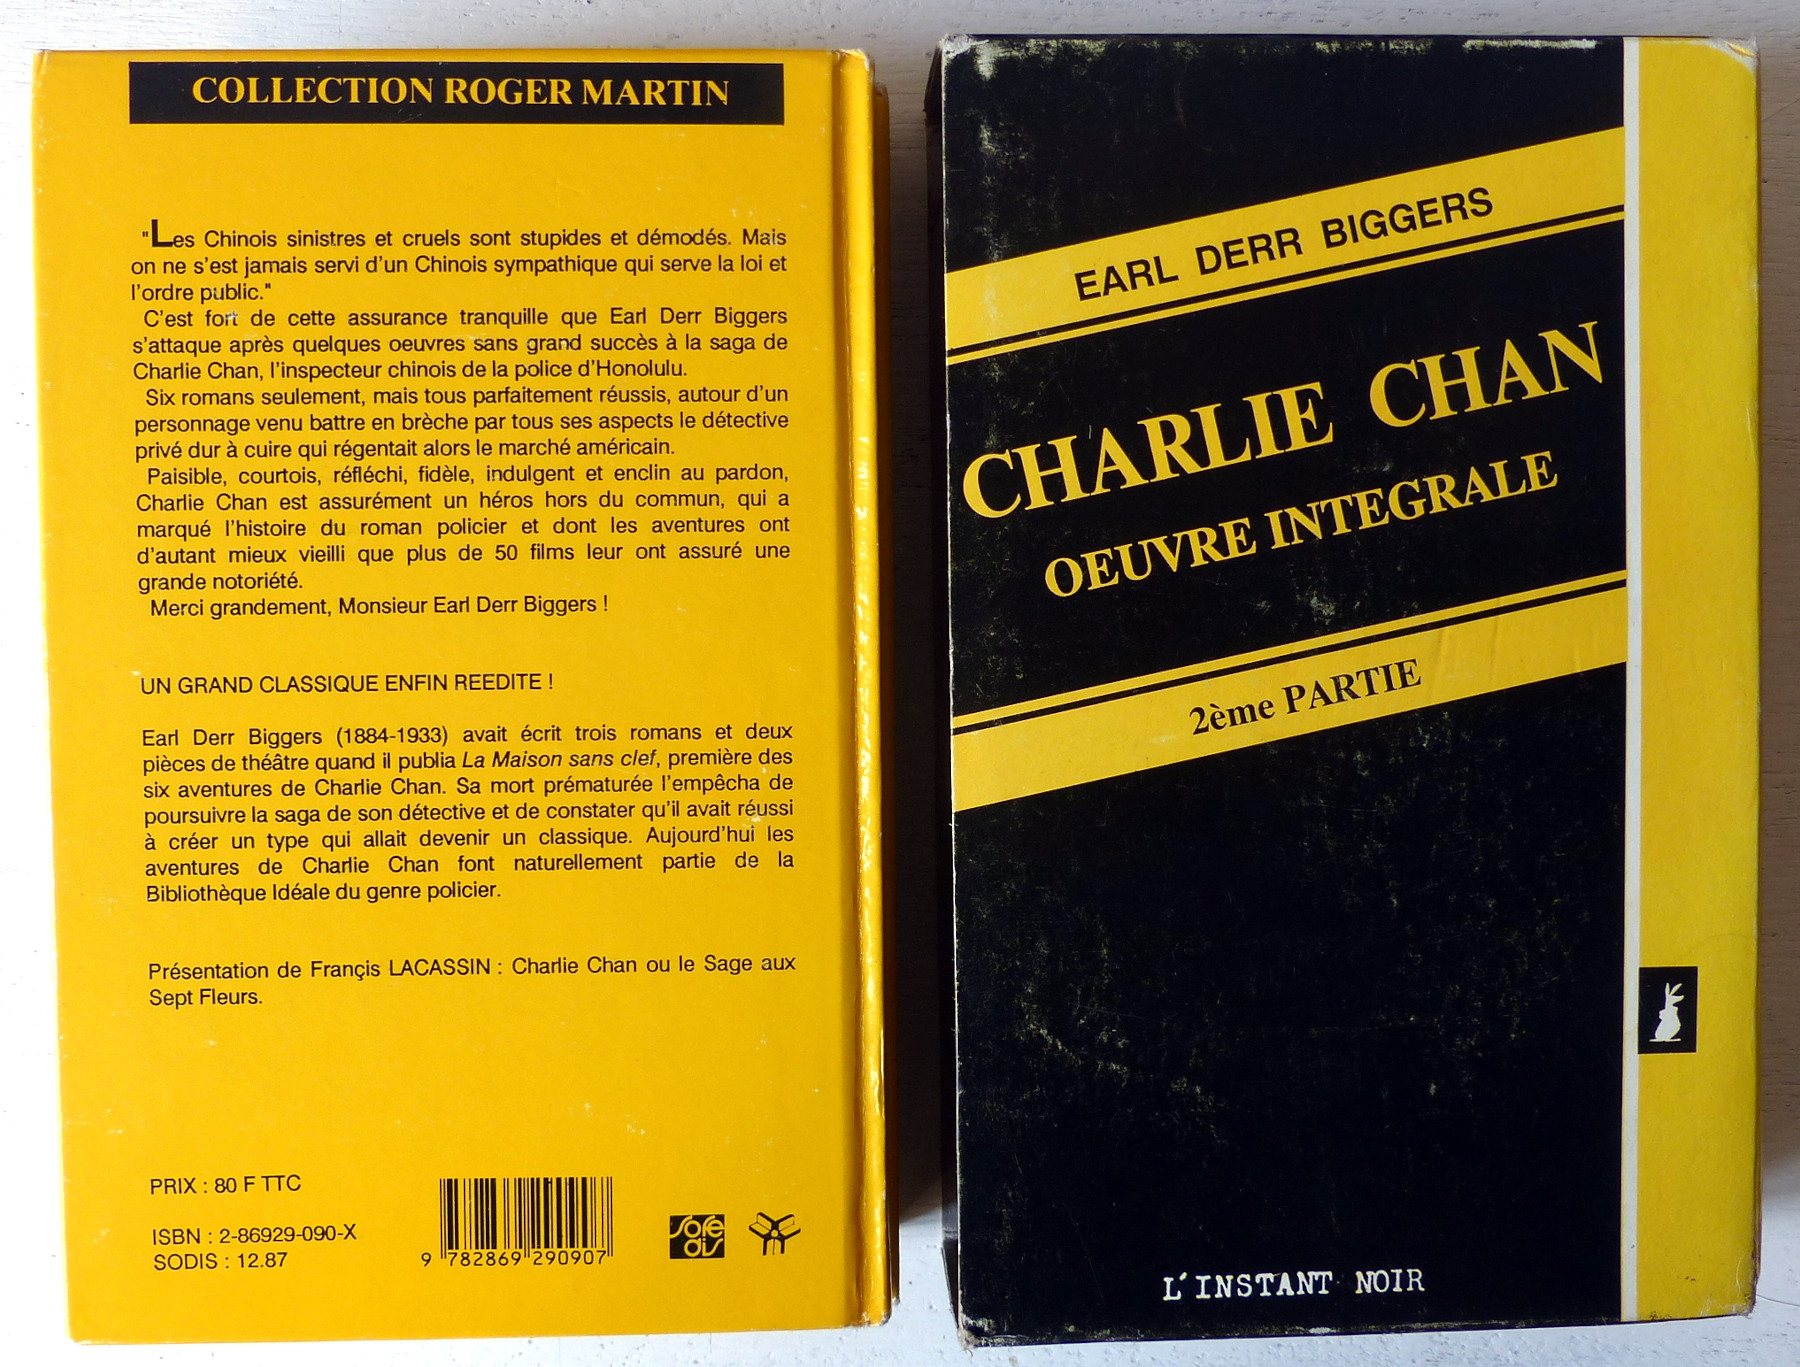 COLLECTION ROGER MARTIN
"Les Chinois sinistres et cruels sont stupides et démodés. Mais
on ne s'est jamais servi d'un Chinois sympathique qui serve la loi et
l'ordre public."
C'est fort de cette assurance tranquille que Earl Derr Biggers
s'attaque après quelques oeuvres sans grand succès à la saga de
Charlie Chan, l'inspecteur chinois de la police d'Honolulu.
Six romans seulement, mais tous parfaitement réussis, autour d'un
personnage venu battre en brèche par tous ses aspects le détective
privé dur à cuire qui régentait alors le marché américain.
Paisible, courtois, réfléchi, fidèle, indulgent et enclin au pardon,
Charlie Chan est assurément un héros hors du commun, qui a
marqué l'histoire du roman policier et dont les aventures ont
d'autant mieux vieilli que plus de 50 films leur ont assuré une
grande notoriété.
Merci grandement, Monsieur Earl Derr Biggers !
UN GRAND CLASSIQUE ENFIN REEDITE !
Earl Derr Biggers (1884-1933) avait écrit trois romans et deux
pièces de théâtre quand il publia La Maison sans clef, première des
six aventures de Charlie Chan. Sa mort prématurée l'empêcha de
poursuivre la saga de son détective et de constater qu'il avait réussi
à créer un type qui allait devenir un classique. Aujourd'hui les
aventures de Charlie Chan font naturellement partie de la
Bibliothèque Idéale du genre policier.
Présentation de Françis LACASSIN : Charlie Chan ou le Sage aux
Sept Fleurs.
PRIX : 80 F TTC
ISBN : 2-86929-090-X
SODIS : 12.87
9 782869 290907
Sofe
dis
EARL DERR BIGGERS
CHARLIE CHAN
OEUVRE INTEGRALE
2ème PARTIE
L'INSTANT NOIR